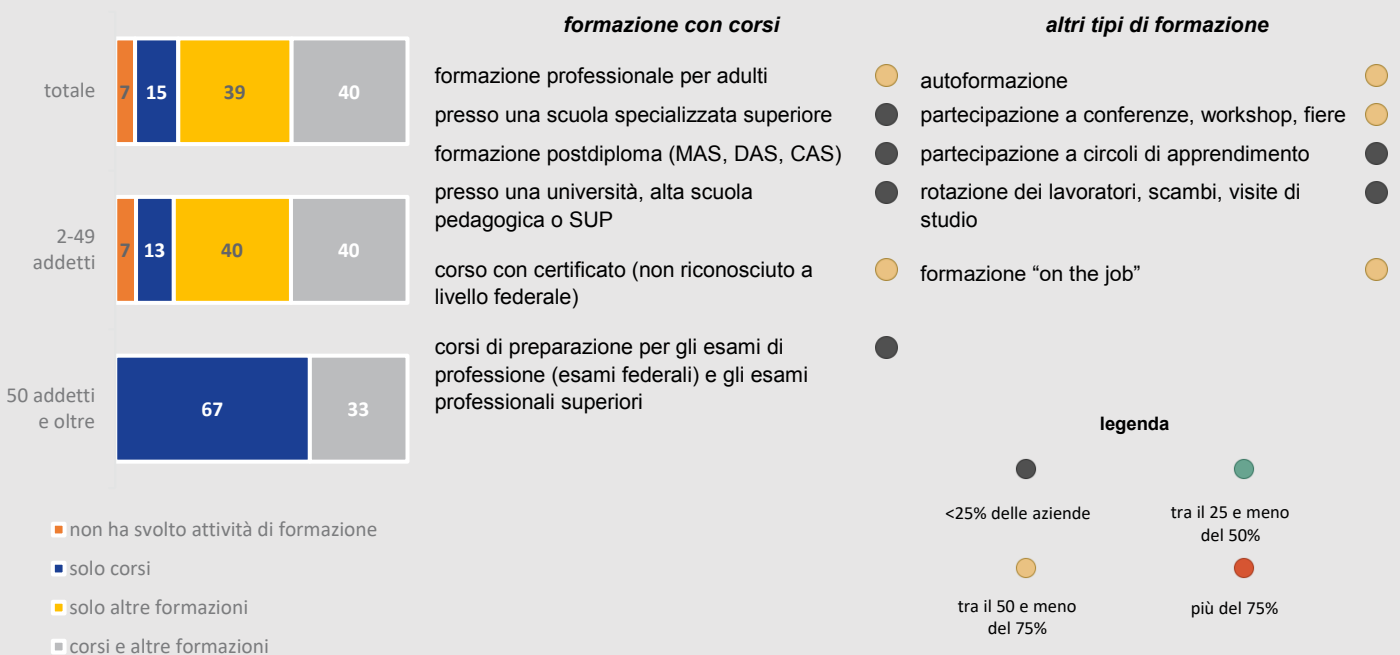 totale
7 15 39 40
2-49
addetti
7 13 40 40
50 addetti
e oltre
67 33
non ha svolto attività di formazione
solo corsi
solo altre formazioni
corsi e altre formazioni
formazione con corsi
formazione professionale per adulti
presso una scuola specializzata superiore
formazione postdiploma (MAS, DAS, CAS)
presso una università, alta scuola
pedagogica o SUP
corso con certificato (non riconosciuto a
livello federale)
corsi di preparazione per gli esami di
professione (esami federali) e gli esami
professionali superiori
altri tipi di formazione
autoformazione
partecipazione a conferenze, workshop, fiere
partecipazione a circoli di apprendimento
rotazione dei lavoratori, scambi, visite di
studio
formazione “on the job”
legenda
<25% delle aziende
tra il 25 e meno
del 50%
tra il 50 e meno
del 75%
più del 75%